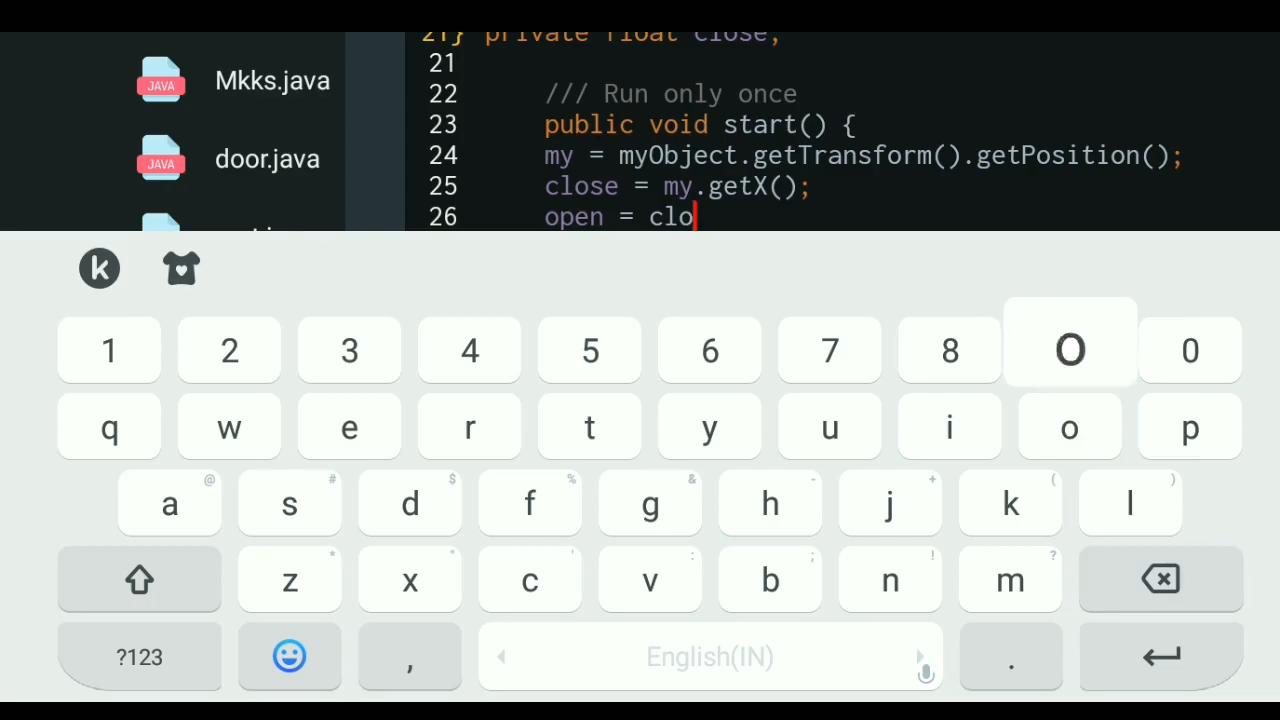 21} private float close;
Mkks.java
21
22 /// Run only once
23 public void start() {
door.java
24 my = myObject.getTransform().getPosition();
25 close = my.getX();
26 open = clo
k
1 2 3 4 5 6 7 8 O 0
q w e r t y u i o p
@ # $ % & - + ( )
a s d f g h j k l
* " ' : ; ! ?
z x c v b n m
?123 , English(IN) .